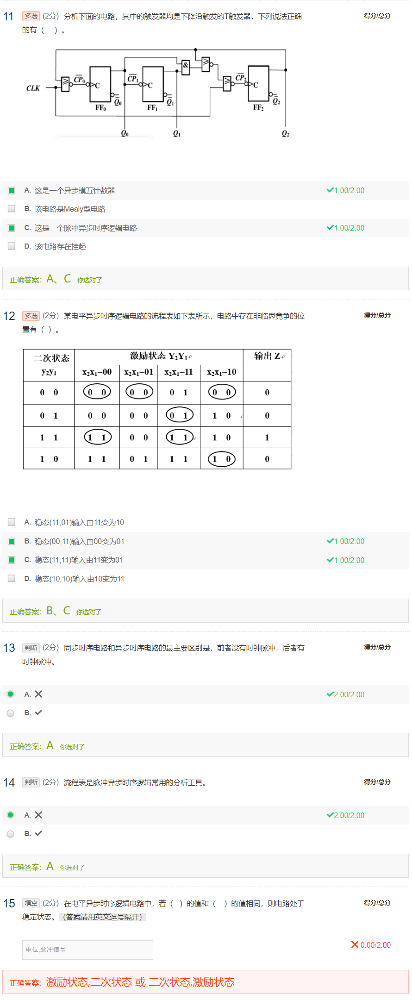 11 多选 (2分) 分析下面的电路，其中的触发器均是下降沿触发的T触发器，下列说法正确 得分/总分
的有（ ）。
& ≥
CLK ≥ CP₀ C CP₁ C ≥ CP₂ C
Q₀ Q₁ Q₂
FF₀ FF₁ FF₂
Q₀ Q₁ Q₂
A. 这是一个异步模五计数器 1.00/2.00
B. 该电路是Mealy型电路
C. 这是一个脉冲异步时序逻辑电路 1.00/2.00
D. 该电路存在挂起
正确答案：A、C 你选对了
12 多选 (2分) 某电平异步时序逻辑电路的流程表如下表所示，电路中存在非临界竞争的位 得分/总分
置有（ ）。
二次状态 激励状态 Y₂Y₁ 输出 Z
y₂y₁ x₂x₁=00 x₂x₁=01 x₂x₁=11 x₂x₁=10
0 0 0 0 0 0 0 1 0 0 0
0 1 0 0 0 0 0 1 1 0 0
1 1 1 1 0 0 1 1 1 0 1
1 0 1 1 0 1 1 1 1 0 0
A. 稳态(11,01)输入由11变为10
B. 稳态(00,11)输入由00变为01 1.00/2.00
C. 稳态(11,11)输入由11变为01 1.00/2.00
D. 稳态(10,10)输入由10变为11
正确答案：B、C 你选对了
13 判断 (2分) 同步时序电路和异步时序电路的最主要区别是，前者没有时钟脉冲，后者有 得分/总分
时钟脉冲。
A. 2.00/2.00
B.
正确答案：A 你选对了
14 判断 (2分) 流程表是脉冲异步时序逻辑常用的分析工具。 得分/总分
A. 2.00/2.00
B.
正确答案：A 你选对了
15 填空 (2分) 在电平异步时序逻辑电路中，若（ ）的值和（ ）的值相同，则电路处于 得分/总分
稳定状态。（答案请用英文逗号隔开）
电位,脉冲信号 0.00/2.00
正确答案：激励状态,二次状态 或 二次状态,激励状态